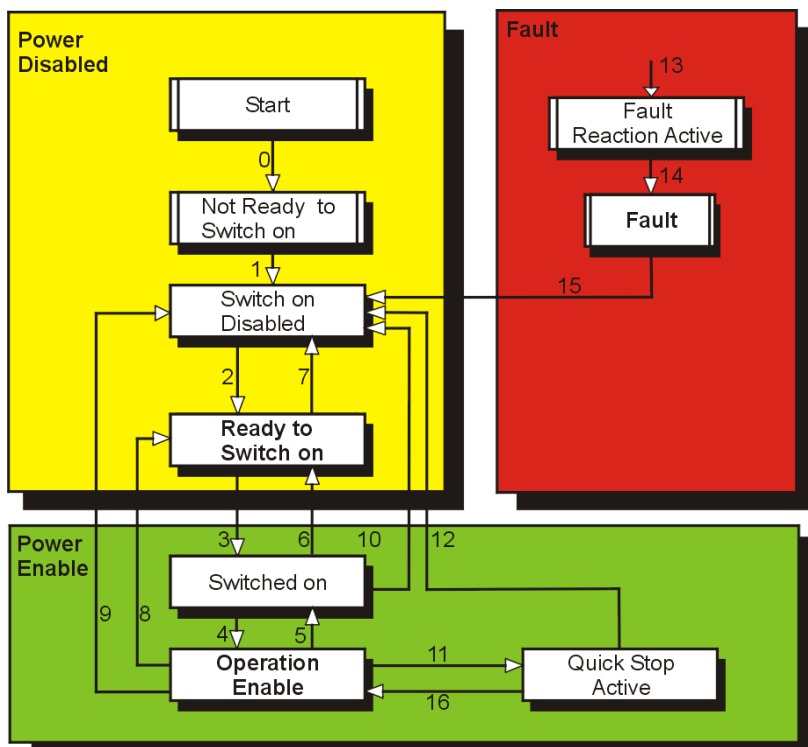 Power
Disabled
Start
0
Not Ready to
Switch on
1
Switch on
Disabled
2
7
Ready to
Switch on
Fault
13
Fault
Reaction Active
14
Fault
15
Power
Enable
3
6
10
12
Switched on
9
8
4
5
Operation
Enable
11
16
Quick Stop
Active